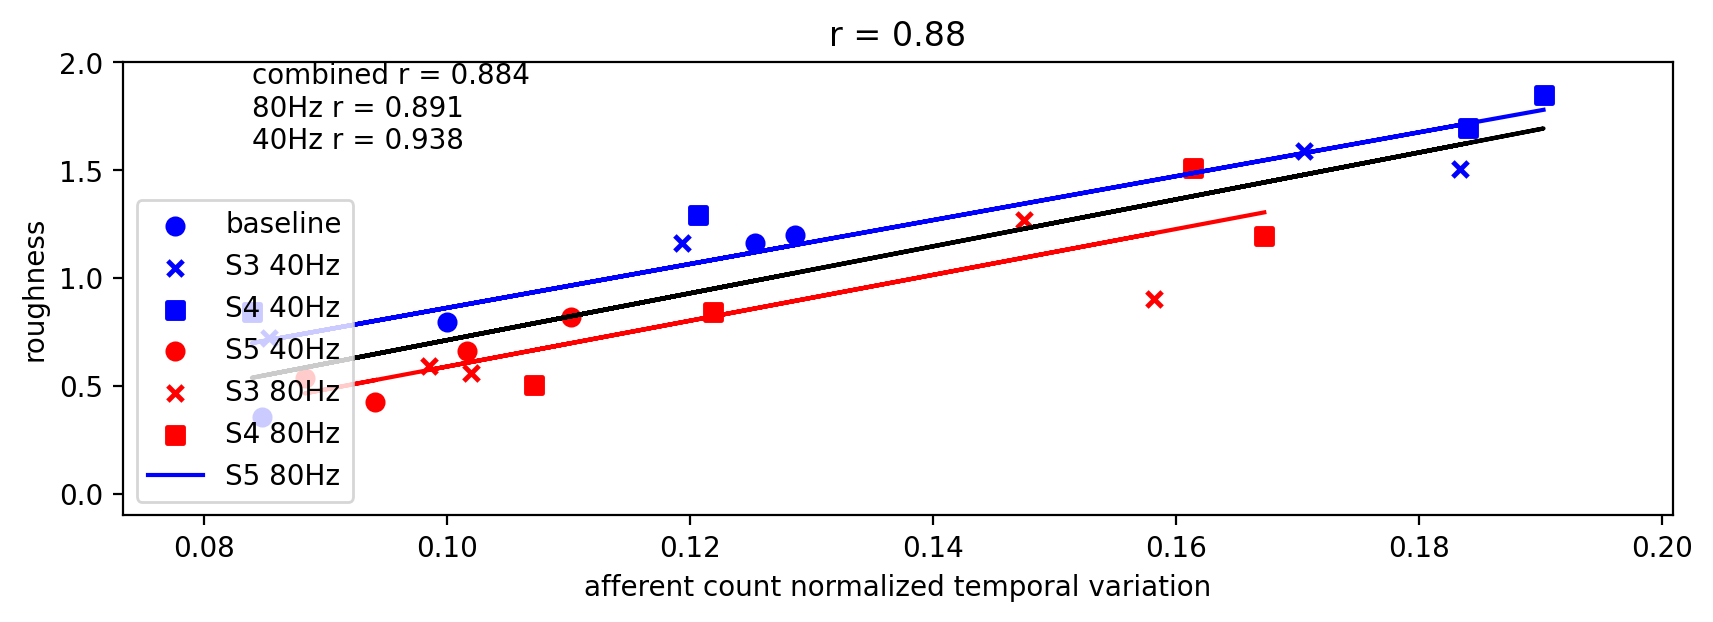 r = 0.88
combined r = 0.884
80Hz r = 0.891
40Hz r = 0.938
2.0
1.5
1.0
0.5
0.0
roughness
baseline
S3 40Hz
S4 40Hz
S5 40Hz
S3 80Hz
S4 80Hz
S5 80Hz
0.08 0.10 0.12 0.14 0.16 0.18 0.20
afferent count normalized temporal variation